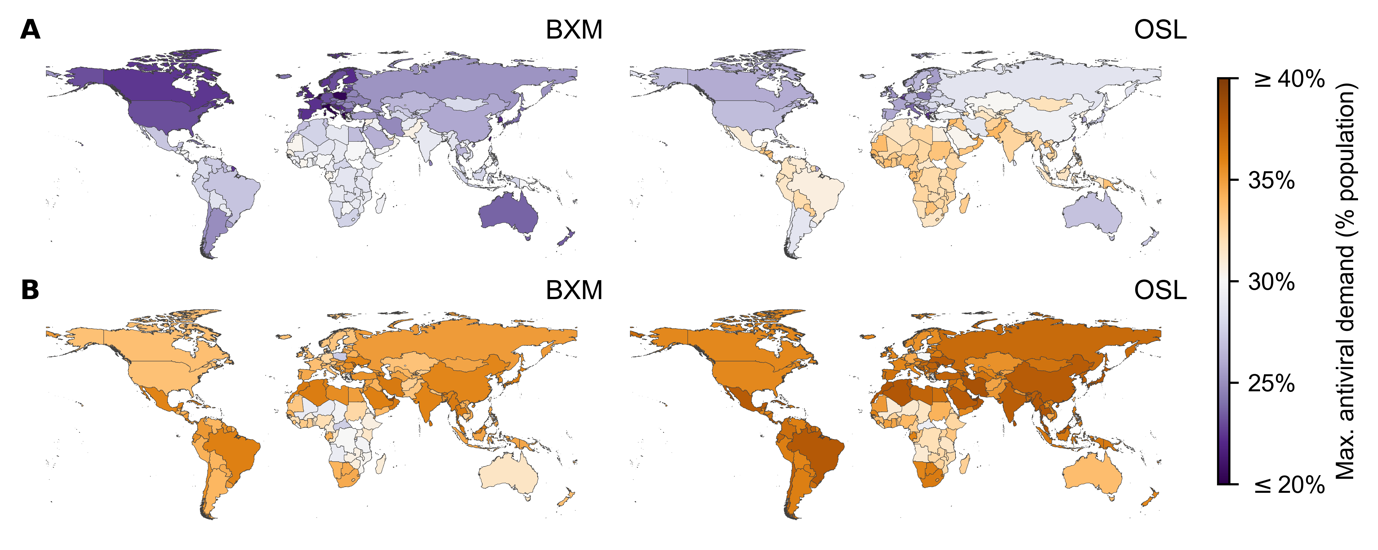 A
BXM
OSL
≥ 40%
35%
30%
25%
≤ 20%
Max. antiviral demand (% population)
B
BXM
OSL